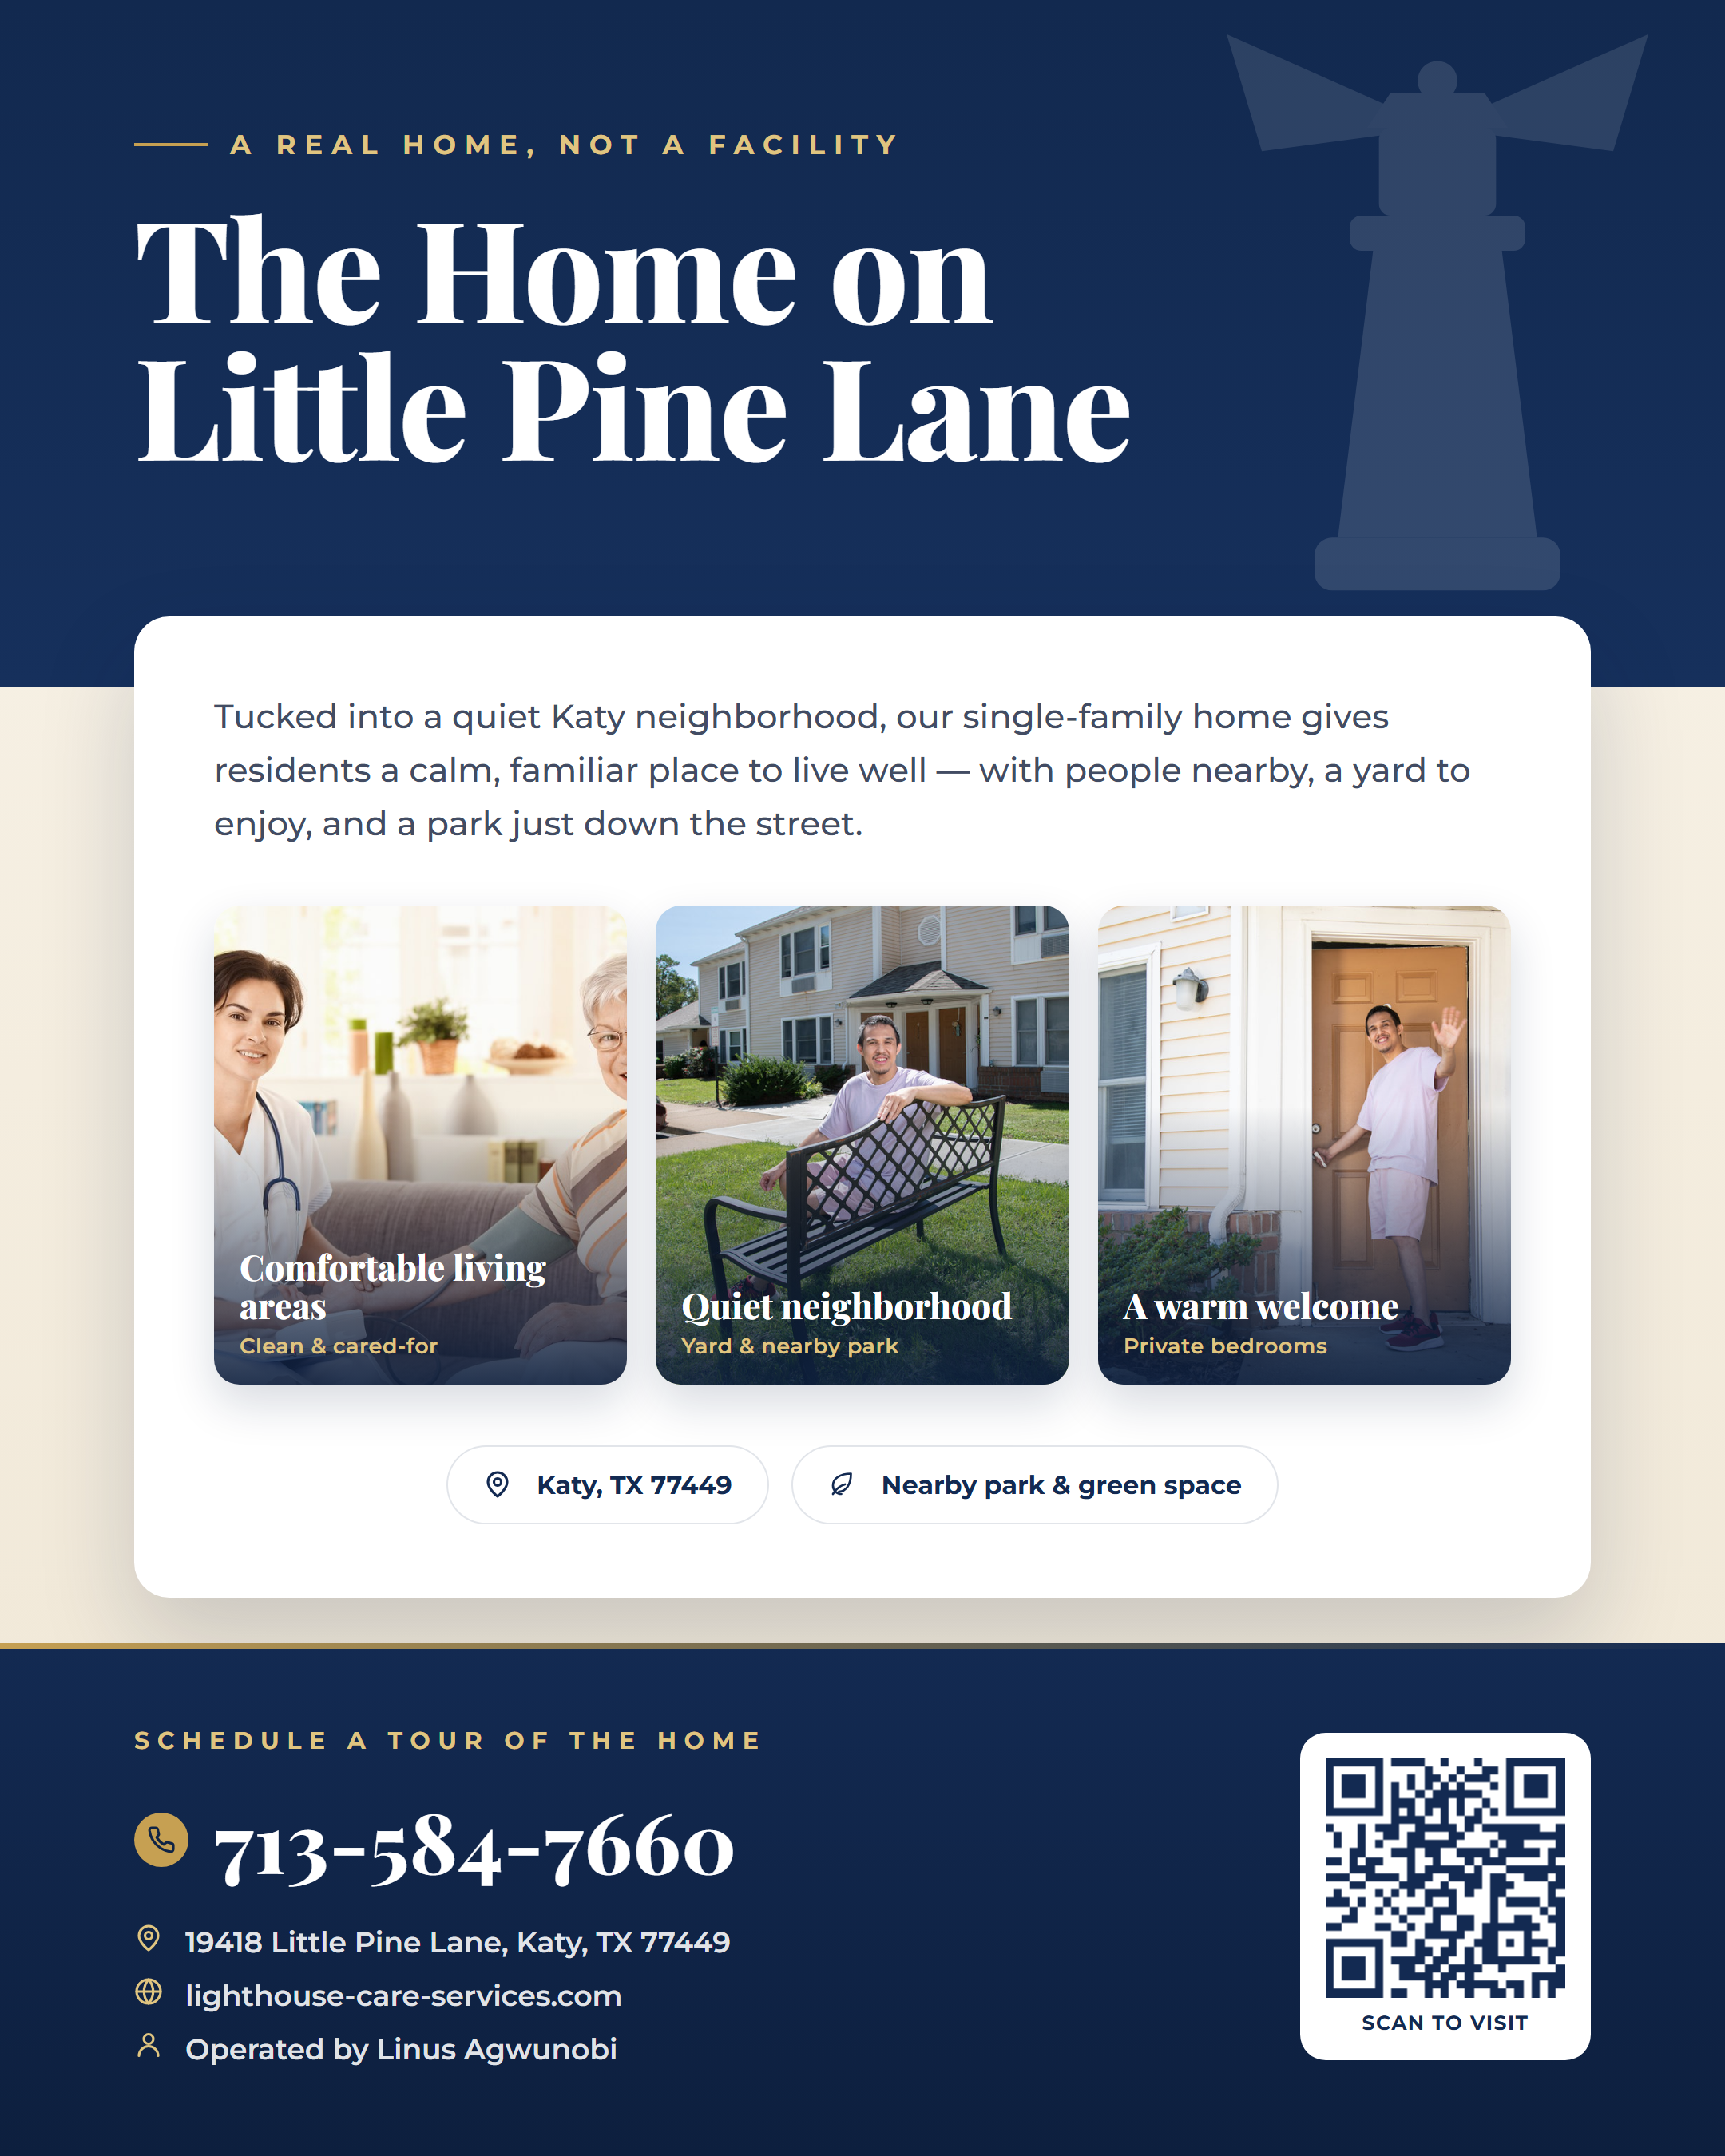 A REAL HOME, NOT A FACILITY
The Home on
Little Pine Lane
Tucked into a quiet Katy neighborhood, our single-family home gives
residents a calm, familiar place to live well — with people nearby, a yard to
enjoy, and a park just down the street.
Comfortable living
areas
Clean & cared-for
Quiet neighborhood
Yard & nearby park
A warm welcome
Private bedrooms
Katy, TX 77449
Nearby park & green space
SCHEDULE A TOUR OF THE HOME
713-584-7660
19418 Little Pine Lane, Katy, TX 77449
lighthouse-care-services.com
Operated by Linus Agwunobi
SCAN TO VISIT